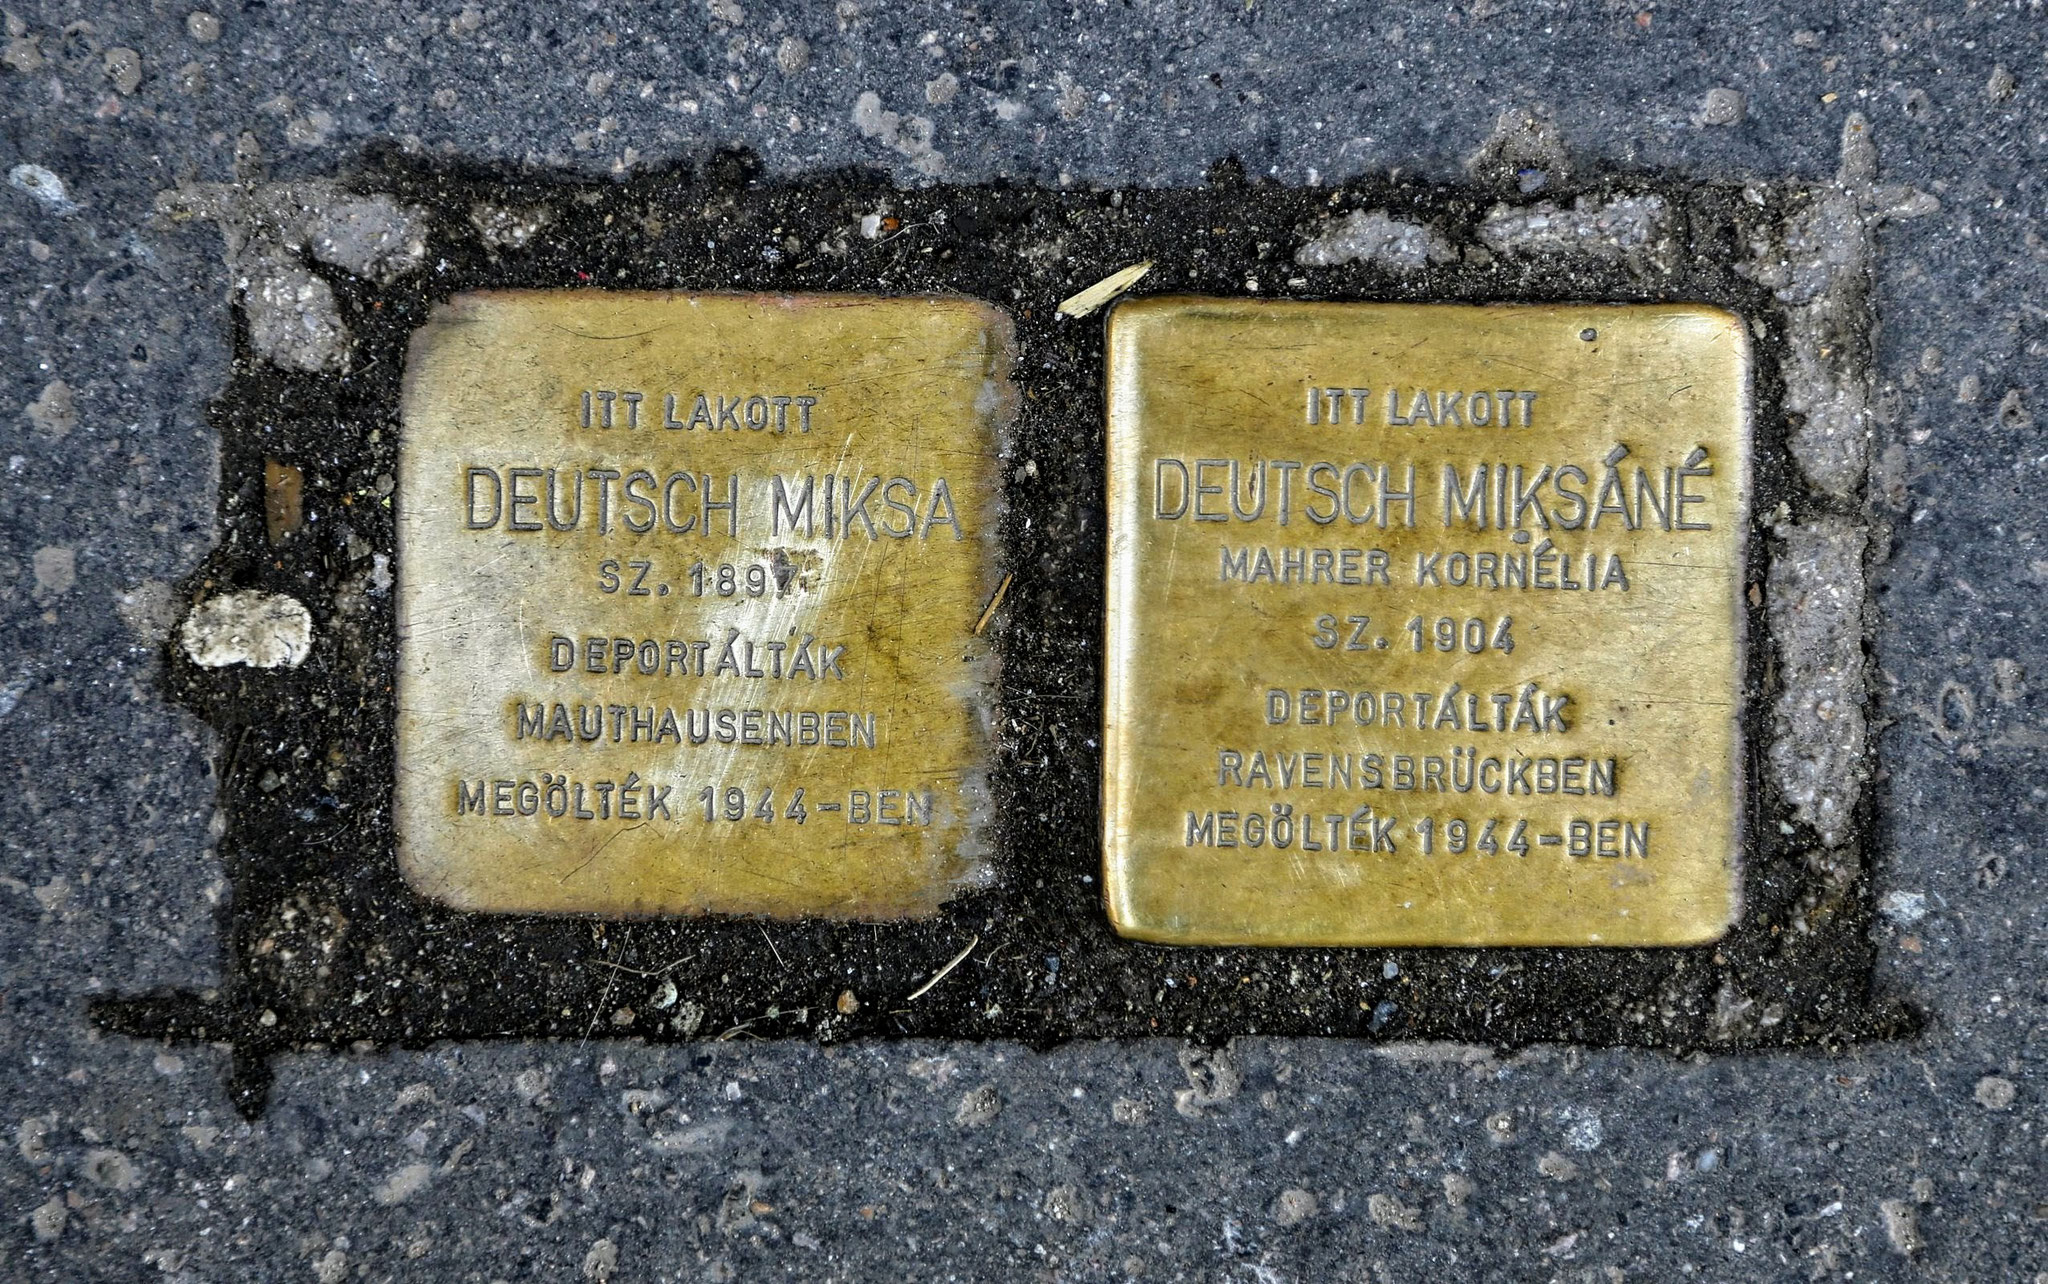 ITT LAKOTT
DEUTSCH MIKSA
SZ. 1897
DEPORTÁLTÁK
MAUTHAUSENBEN
MEGÖLTÉK 1944-BEN
ITT LAKOTT
DEUTSCH MIKSÁNÉ
MAHRER KORNÉLIA
SZ. 1904
DEPORTÁLTÁK
RAVENSBRÜCKBEN
MEGÖLTÉK 1944-BEN